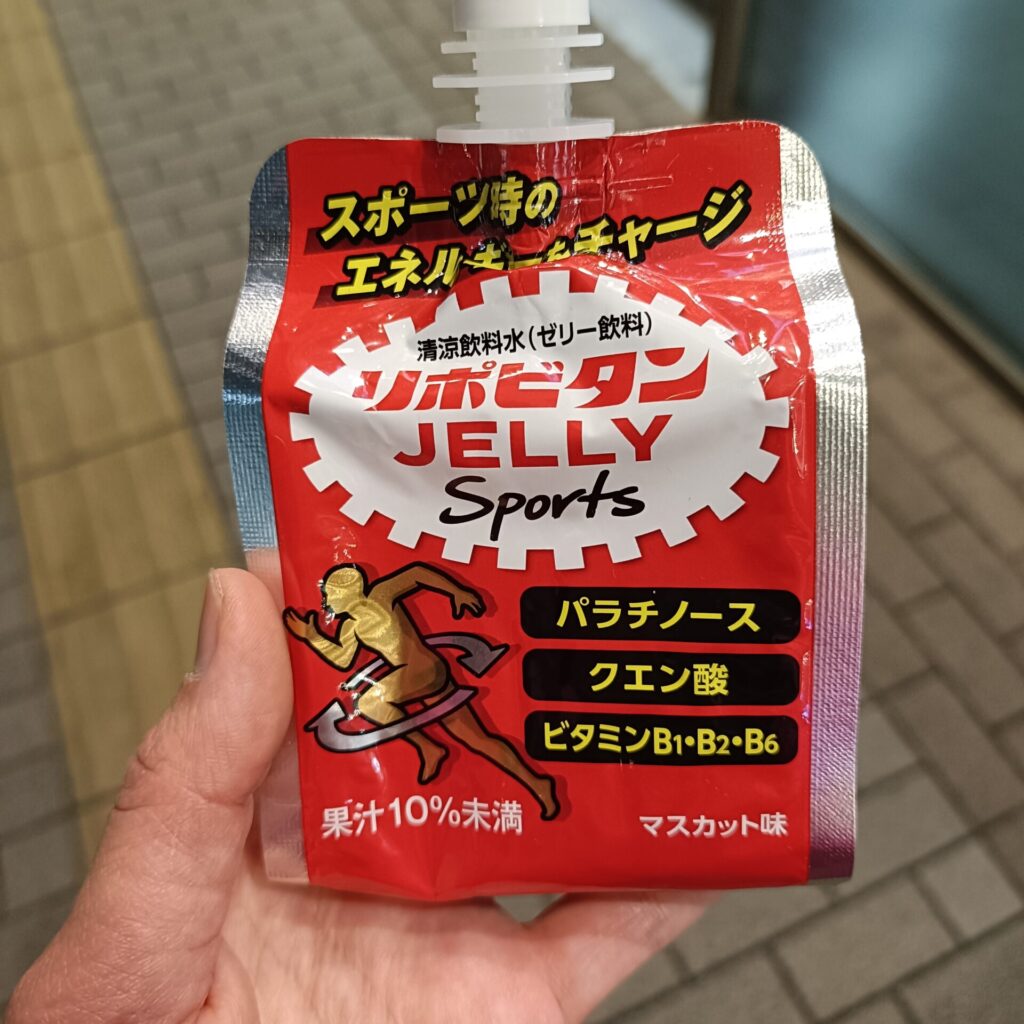 スポーツ時の
エネルギーをチャージ
清涼飲料水(ゼリー飲料)
リポビタン
JELLY
Sports
パラチノース
クエン酸
ビタミンB1・B2・B6
果汁10%未満
マスカット味